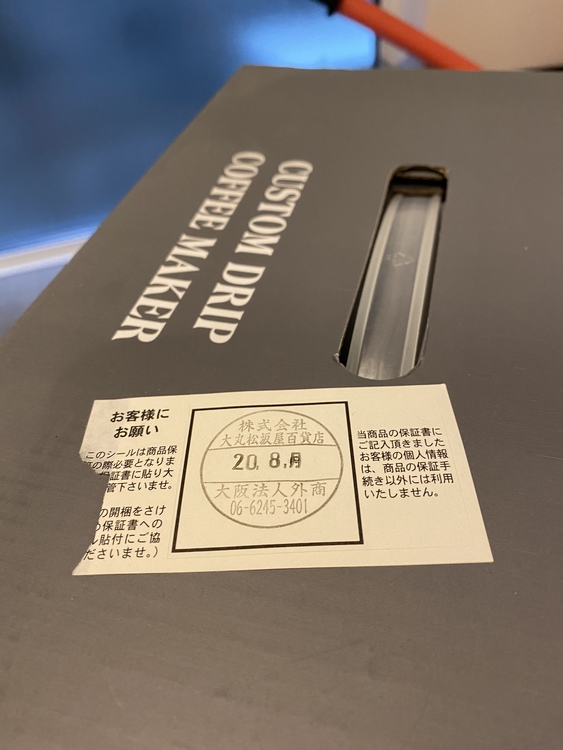 CUSTOM DRIP
COFFEE MAKER
お客様に
お願い
このシールは商品保
の際必要となりま
保証書に貼り大
管下さいませ。
の開梱をさけ
保証書への
貼付にご協
ださいませ。)
株式会社
大丸松坂屋百貨店
20. 8.月
大阪法人外商
06-6245-3401
当商品の保証書に
ご記入頂きました
お客様の個人情報
は、商品の保証手
続き以外には利用
いたしません。